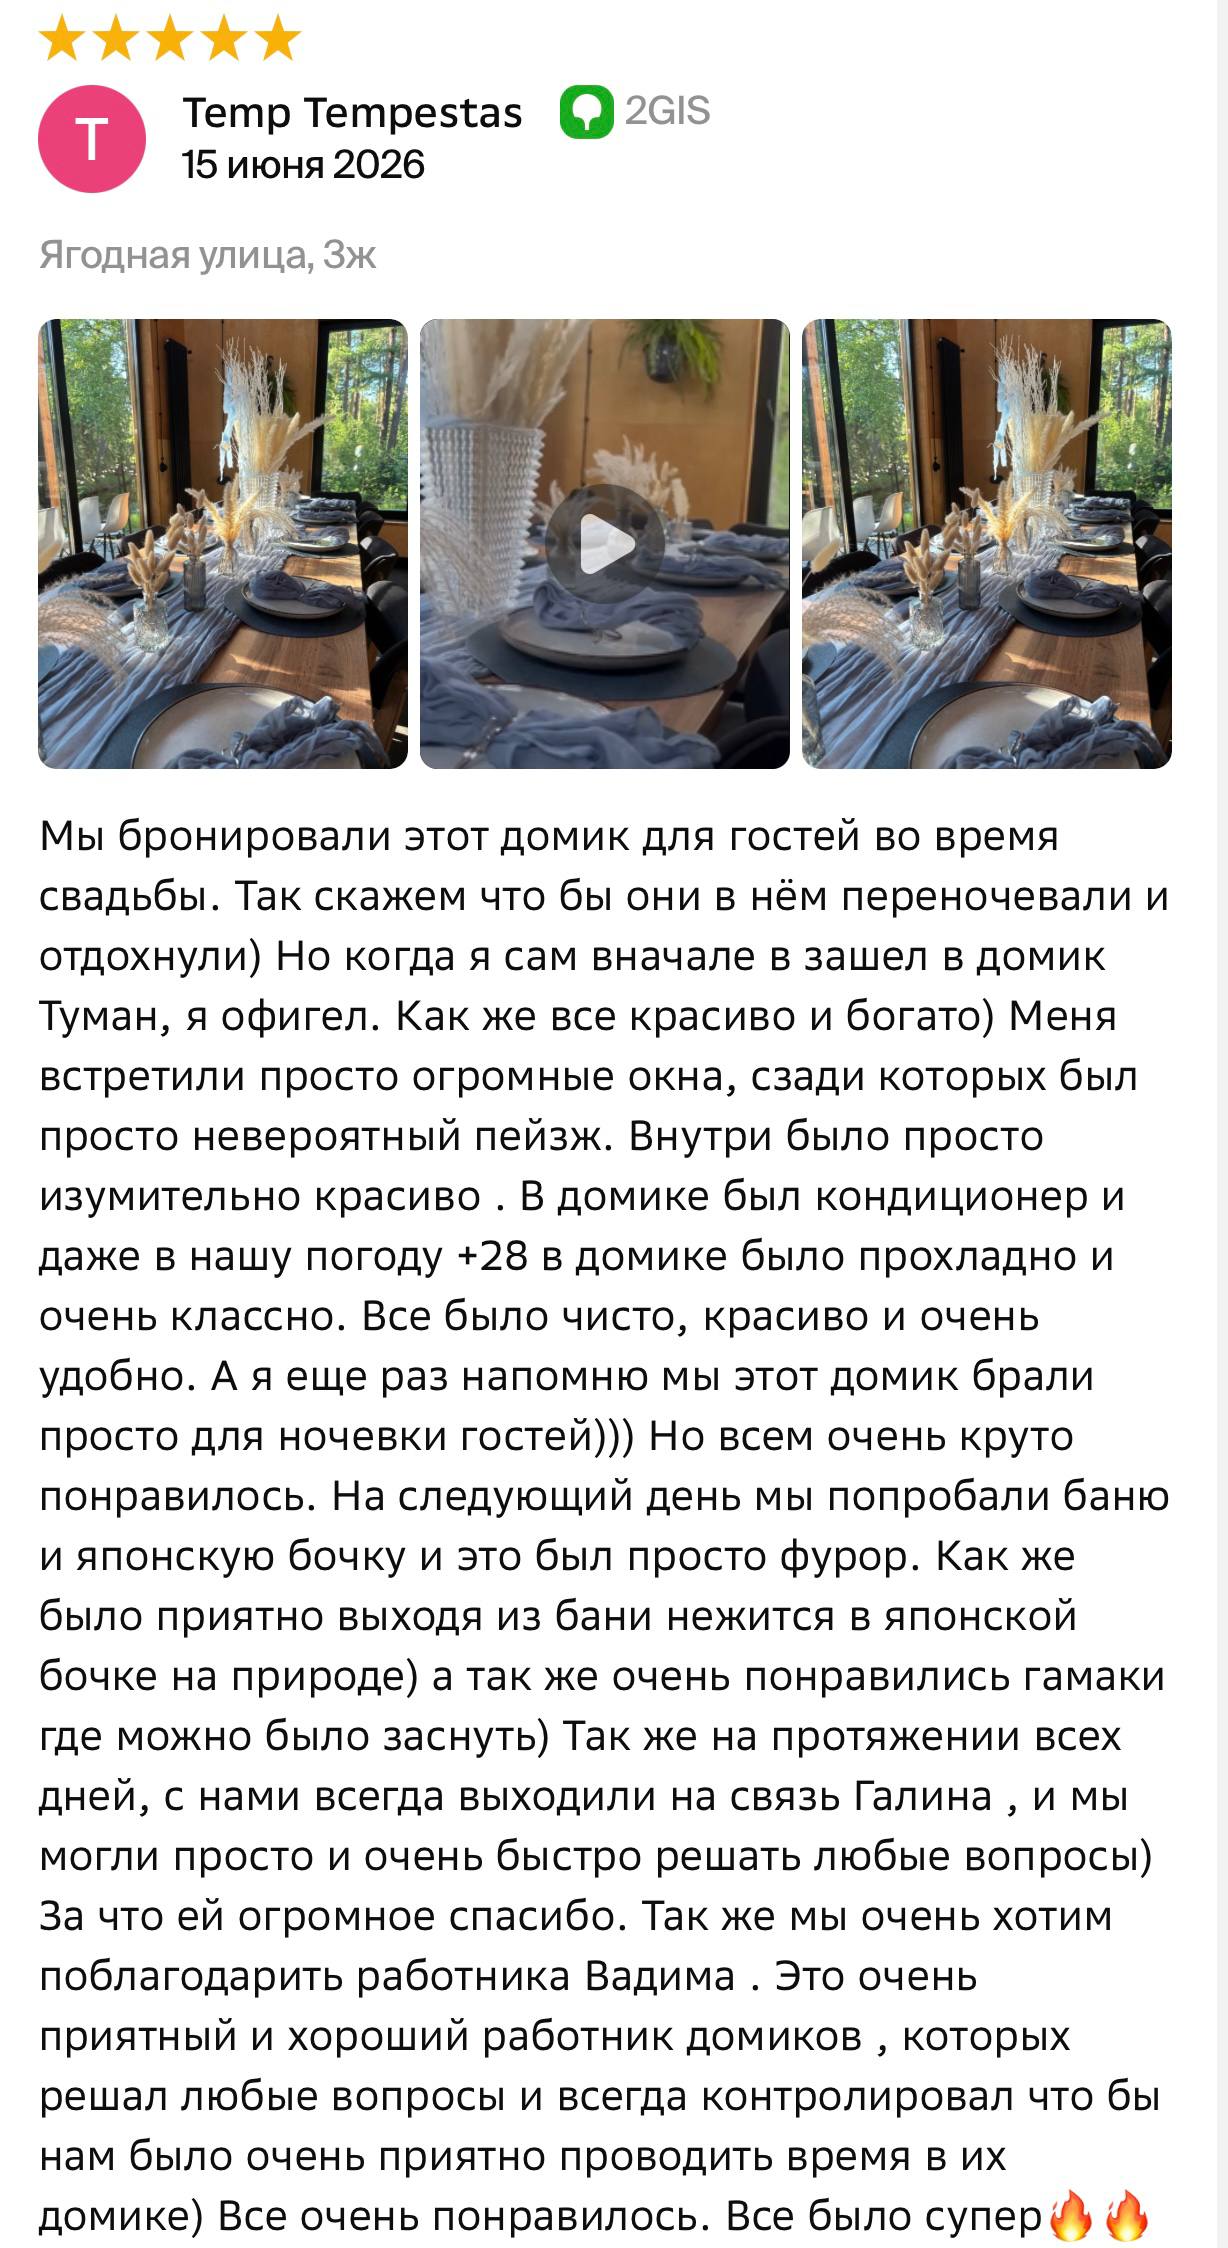 T
Temp Tempestas
2GIS
15 июня 2026
Ягодная улица, 3ж
Мы бронировали этот домик для гостей во время
свадьбы. Так скажем что бы они в нём переночевали и
отдохнули) Но когда я сам вначале в зашел в домик
Туман, я офигел. Как же все красиво и богато) Меня
встретили просто огромные окна, сзади которых был
просто невероятный пейзж. Внутри было просто
изумительно красиво . В домике был кондиционер и
даже в нашу погоду +28 в домике было прохладно и
очень классно. Все было чисто, красиво и очень
удобно. А я еще раз напомню мы этот домик брали
просто для ночевки гостей))) Но всем очень круто
понравилось. На следующий день мы попробали баню
и японскую бочку и это был просто фурор. Как же
было приятно выходя из бани нежится в японской
бочке на природе) а так же очень понравились гамаки
где можно было заснуть) Так же на протяжении всех
дней, с нами всегда выходили на связь Галина , и мы
могли просто и очень быстро решать любые вопросы)
За что ей огромное спасибо. Так же мы очень хотим
поблагодарить работника Вадима . Это очень
приятный и хороший работник домиков , которых
решал любые вопросы и всегда контролировал что бы
нам было очень приятно проводить время в их
домике) Все очень понравилось. Все было супер🔥🔥